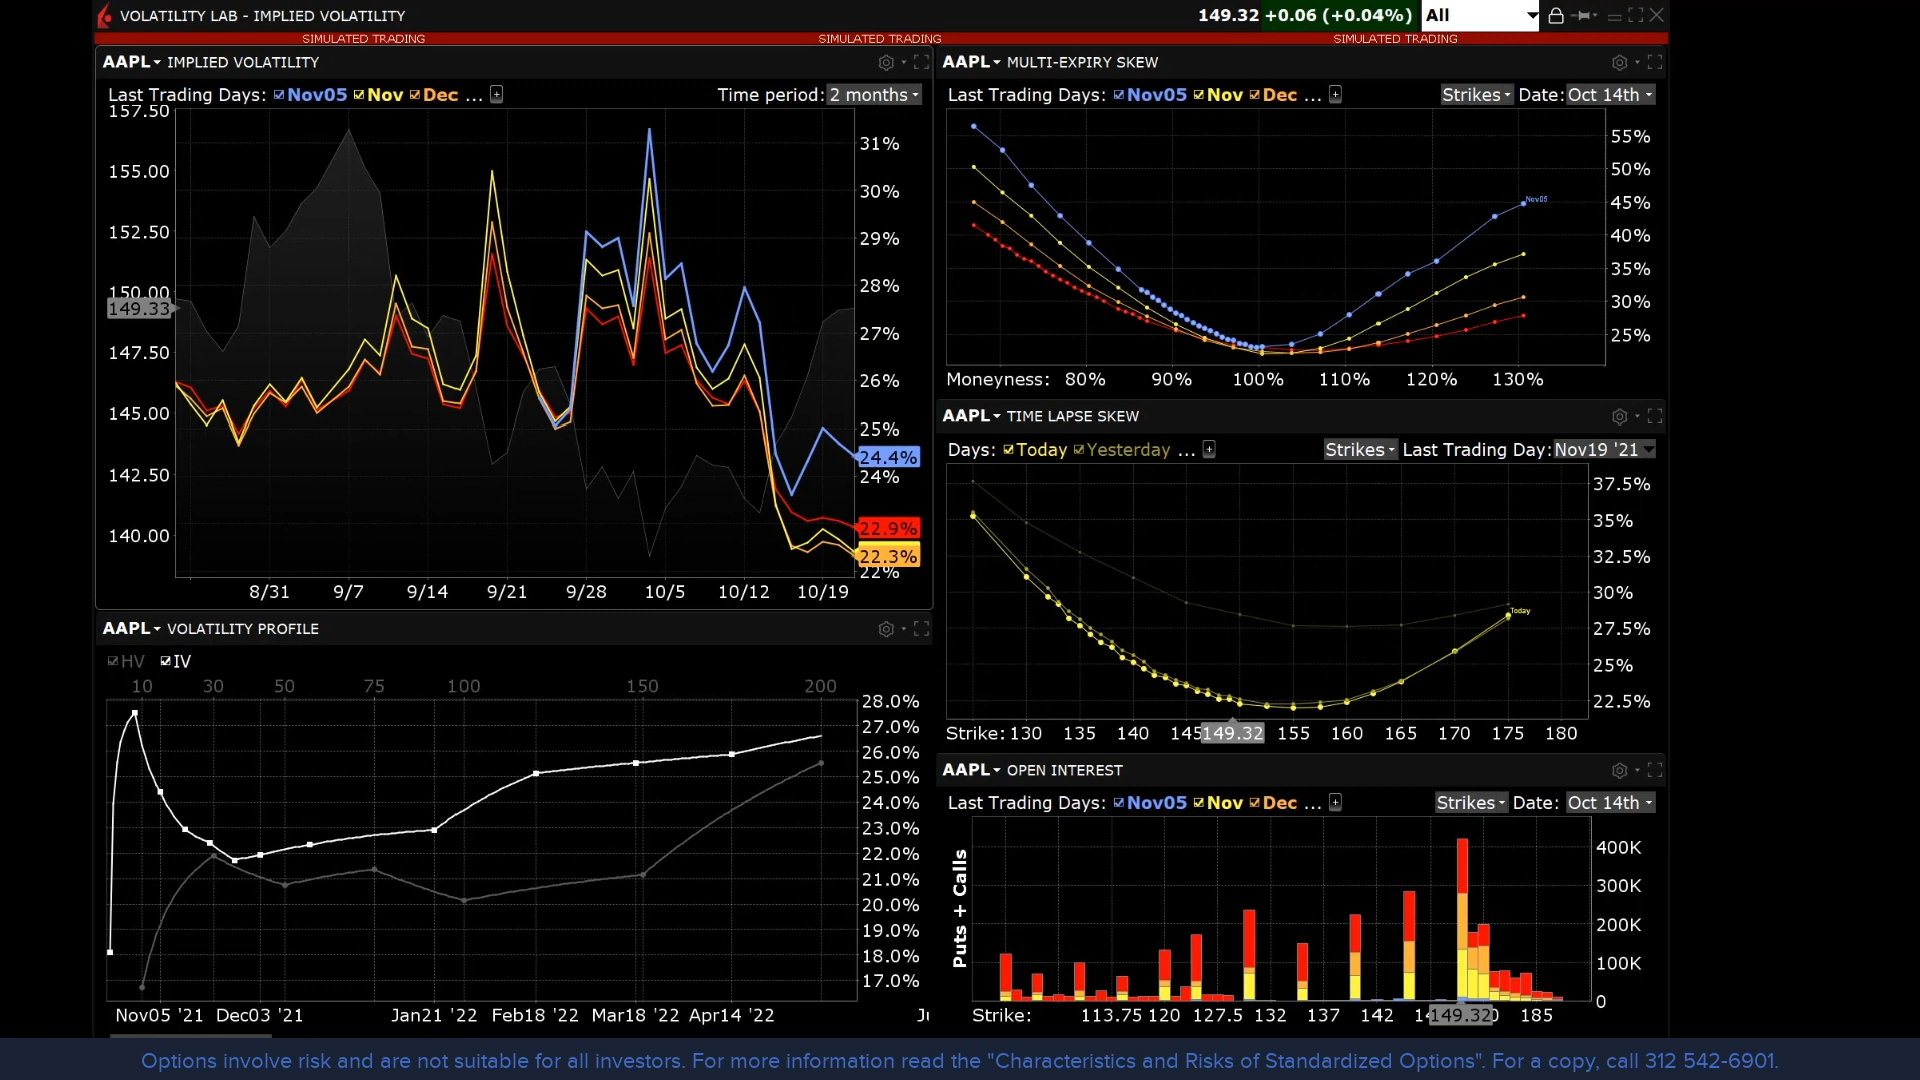 VOLATILITY LAB - IMPLIED VOLATILITY
149.32 +0.06 (+0.04%) All
SIMULATED TRADING SIMULATED TRADING SIMULATED TRADING
AAPL IMPLIED VOLATILITY
Last Trading Days: Nov05 Nov Dec ... + Time period: 2 months
157.50
155.00
152.50
150.00
149.33
147.50
145.00
142.50
140.00
31%
30%
29%
28%
27%
26%
25%
24.4%
24%
22.9%
22.3%
22%
8/31 9/7 9/14 9/21 9/28 10/5 10/12 10/19
AAPL VOLATILITY PROFILE
HV IV
10 30 50 75 100 150 200
28.0%
27.0%
26.0%
25.0%
24.0%
23.0%
22.0%
21.0%
20.0%
19.0%
18.0%
17.0%
Nov05 '21 Dec03 '21 Jan21 '22 Feb18 '22 Mar18 '22 Apr14 '22
AAPL MULTI-EXPIRY SKEW
Last Trading Days: Nov05 Nov Dec ... + Strikes Date: Oct 14th
55%
50%
45%
40%
35%
30%
25%
Nov05
Moneyness: 80% 90% 100% 110% 120% 130%
AAPL TIME LAPSE SKEW
Days: Today Yesterday ... + Strikes Last Trading Day: Nov19 '21
37.5%
35%
32.5%
30%
27.5%
25%
22.5%
Today
Strike: 130 135 140 145 149.32 155 160 165 170 175 180
AAPL OPEN INTEREST
Last Trading Days: Nov05 Nov Dec ... + Strikes Date: Oct 14th
Puts + Calls
400K
300K
200K
100K
0
Strike: 113.75 120 127.5 132 137 142 149.32 185
Options involve risk and are not suitable for all investors. For more information read the "Characteristics and Risks of Standardized Options". For a copy, call 312 542-6901.